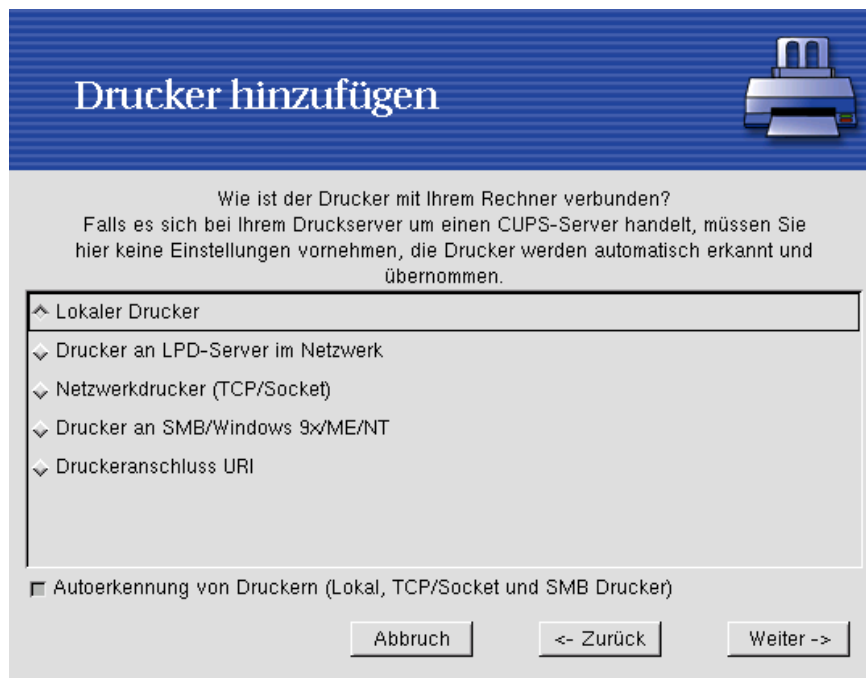 Drucker hinzufügen
Wie ist der Drucker mit Ihrem Rechner verbunden?
Falls es sich bei Ihrem Druckserver um einen CUPS-Server handelt, müssen Sie
hier keine Einstellungen vornehmen, die Drucker werden automatisch erkannt und
übernommen.
Lokaler Drucker
Drucker an LPD-Server im Netzwerk
Netzwerkdrucker (TCP/Socket)
Drucker an SMB/Windows 9x/ME/NT
Druckeranschluss URI
Autoerkennung von Druckern (Lokal, TCP/Socket und SMB Drucker)
Abbruch <- Zurück Weiter ->